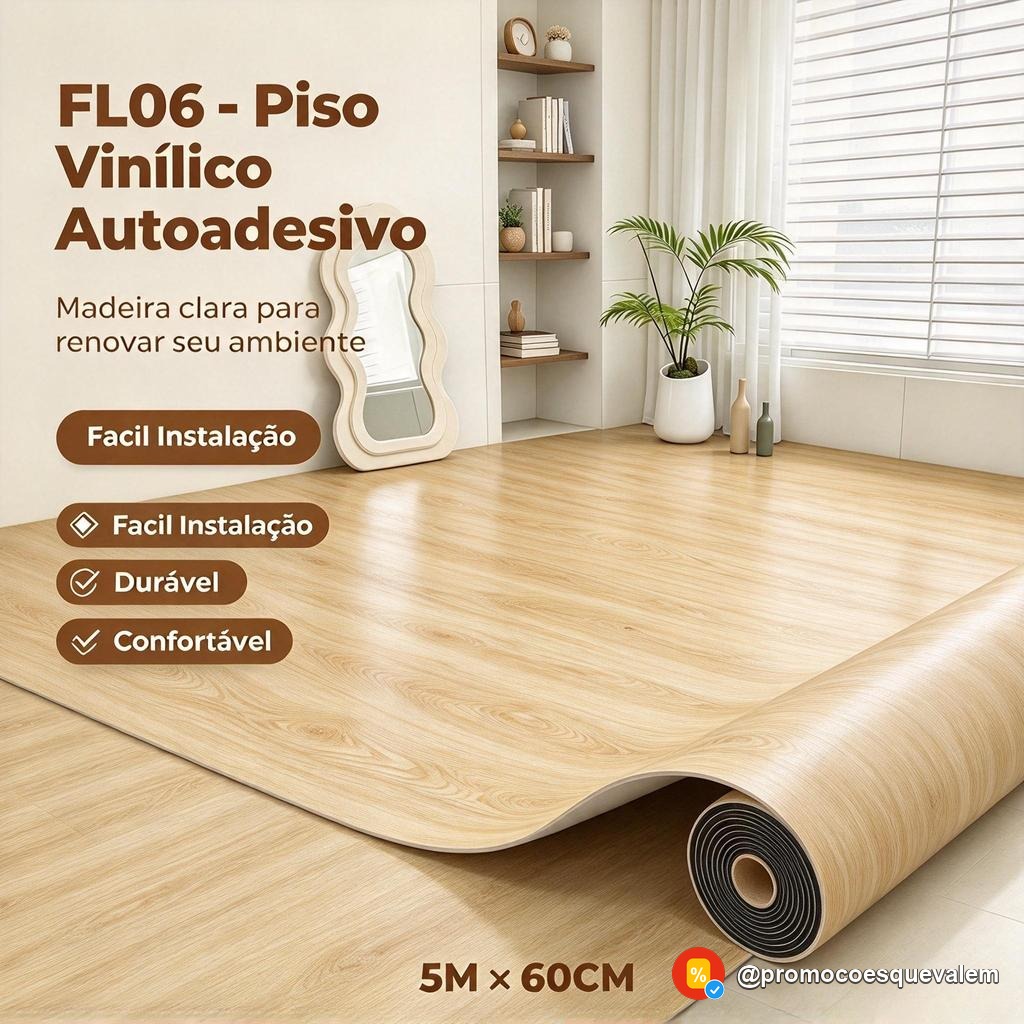 FL06 - Piso
Vinílico
Autoadesivo
Madeira clara para
renovar seu ambiente
Facil Instalação
Facil Instalação
Durável
Confortável
5M × 60CM
%
@promocoesquevalem